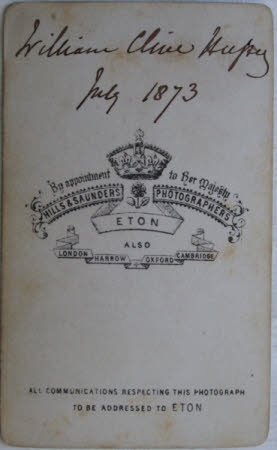 William Clive Hussey
July 1873
By appointment to Her Majesty
HILLS & SAUNDERS PHOTOGRAPHERS
ETON
ALSO
LONDON HARROW OXFORD CAMBRIDGE
ALL COMMUNICATIONS RESPECTING THIS PHOTOGRAPH
TO BE ADDRESSED TO ETON